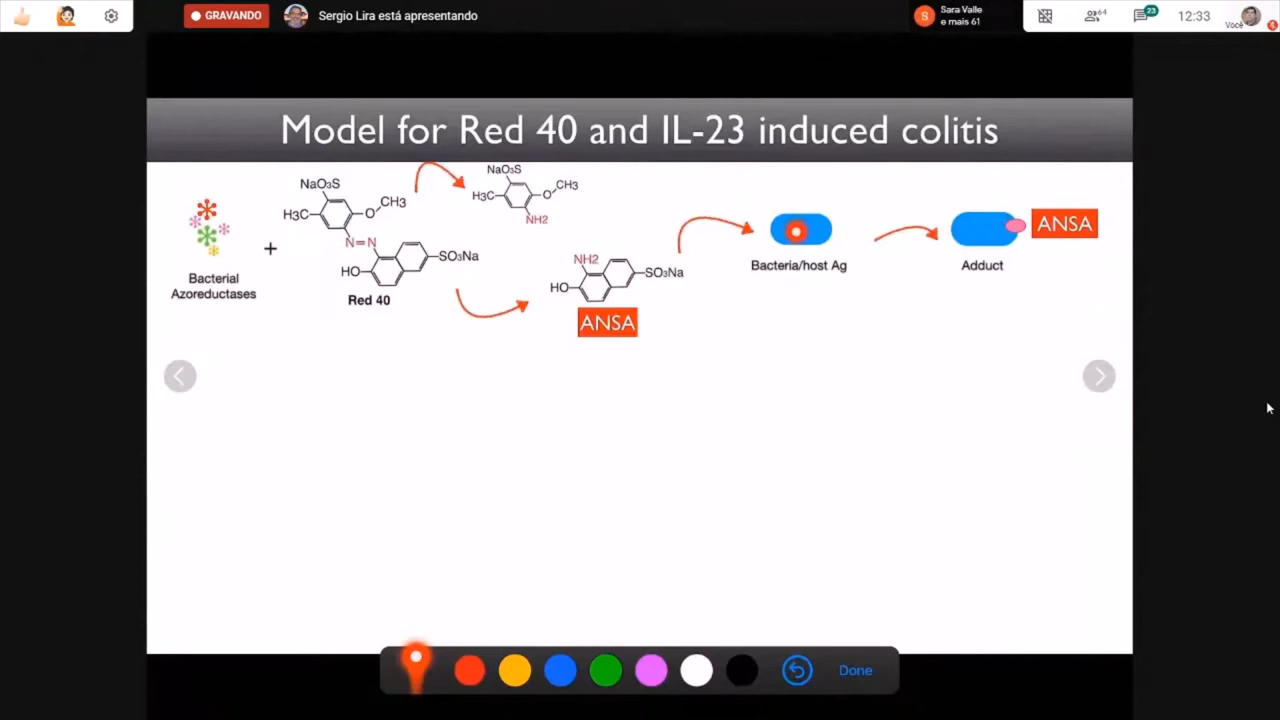 GRAVANDO
Sergio Lira está apresentando
S
Sara Valle
e mais 61
64
23
12:33
Você
Model for Red 40 and IL-23 induced colitis
NaO₃S
CH3
H3C
O
N=N
SO₃Na
HO
Red 40
Bacterial
Azoreductases
+
NaO₃S
CH3
H3C
O
NH2
NH2
SO₃Na
HO
ANSA
Bacteria/host Ag
ANSA
Adduct
Done